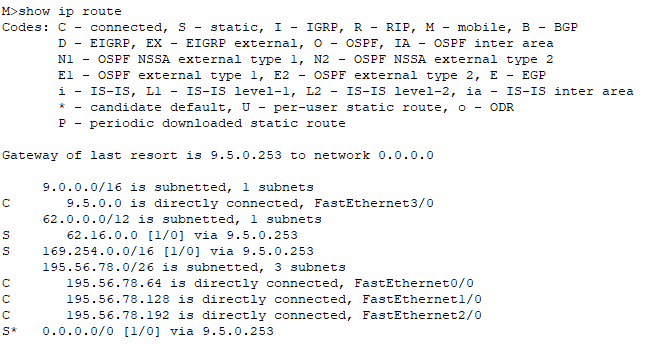 M>show ip route
Codes: C - connected, S - static, I - IGRP, R - RIP, M - mobile, B - BGP
       D - EIGRP, EX - EIGRP external, O - OSPF, IA - OSPF inter area
       N1 - OSPF NSSA external type 1, N2 - OSPF NSSA external type 2
       E1 - OSPF external type 1, E2 - OSPF external type 2, E - EGP
       i - IS-IS, L1 - IS-IS level-1, L2 - IS-IS level-2, ia - IS-IS inter area
       * - candidate default, U - per-user static route, o - ODR
       P - periodic downloaded static route

Gateway of last resort is 9.5.0.253 to network 0.0.0.0

     9.0.0.0/16 is subnetted, 1 subnets
C       9.5.0.0 is directly connected, FastEthernet3/0
     62.0.0.0/12 is subnetted, 1 subnets
S       62.16.0.0 [1/0] via 9.5.0.253
S    169.254.0.0/16 [1/0] via 9.5.0.253
     195.56.78.0/26 is subnetted, 3 subnets
C       195.56.78.64 is directly connected, FastEthernet0/0
C       195.56.78.128 is directly connected, FastEthernet1/0
C       195.56.78.192 is directly connected, FastEthernet2/0
S*   0.0.0.0/0 [1/0] via 9.5.0.253